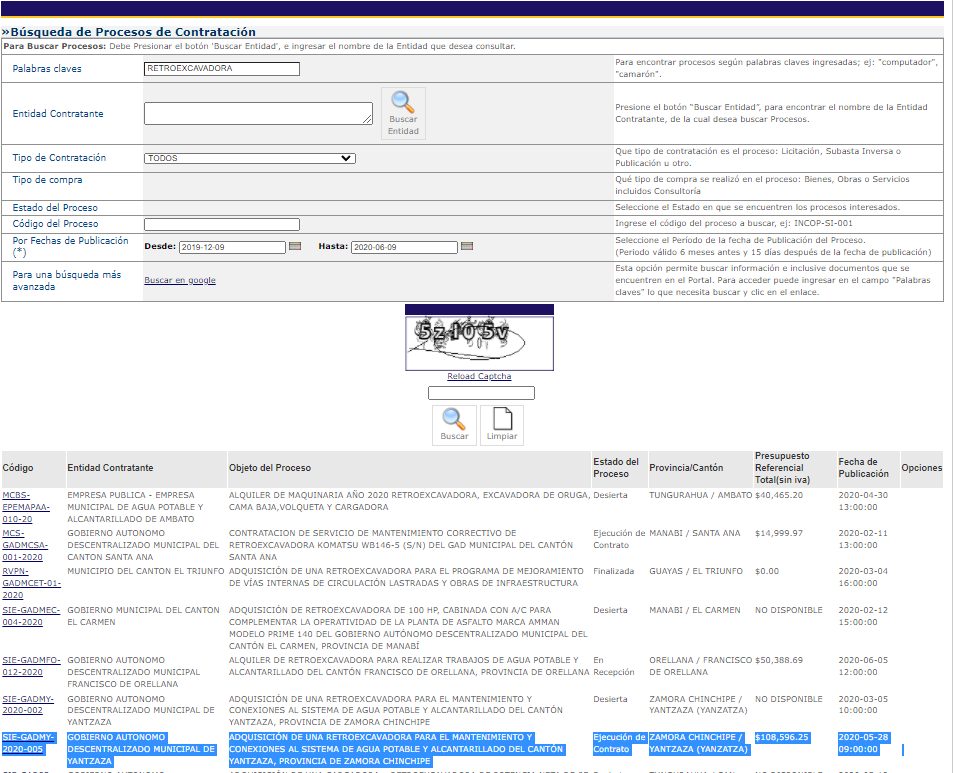 »Búsqueda de Procesos de Contratación
Para Buscar Procesos: Debe Presionar el botón 'Buscar Entidad', e ingresar el nombre de la Entidad que desea consultar.
Palabras claves
RETROEXCAVADORA
Para encontrar procesos según palabras claves ingresadas; ej: "computador",
"camarón".
Entidad Contratante
Buscar
Entidad
Presione el botón "Buscar Entidad", para encontrar el nombre de la Entidad
Contratante, de la cual desea buscar Procesos.
Tipo de Contratación
TODOS
Que tipo de contratación es el proceso: Licitación, Subasta Inversa o
Publicación u otro.
Tipo de compra
Qué tipo de compra se realizó en el proceso: Bienes, Obras o Servicios
incluidos Consultoría
Estado del Proceso
Seleccione el Estado en que se encuentren los procesos interesados.
Código del Proceso
Ingrese el código del proceso a buscar, ej: INCOP-SI-001
Por Fechas de Publicación
(*)
Desde: 2019-12-09 Hasta: 2020-06-09
Seleccione el Período de la fecha de Publicación del Proceso.
(Periodo válido 6 meses antes y 15 días después de la fecha de publicación)
Para una búsqueda más
avanzada
Buscar en google
Esta opción permite buscar información e inclusive documentos que se
encuentren en el Portal. Para acceder puede ingresar en el campo "Palabras
claves" lo que necesita buscar y clic en el enlace.
Reload Captcha
Buscar
Limpiar
Código
Entidad Contratante
Objeto del Proceso
Estado del
Proceso
Provincia/Cantón
Presupuesto
Referencial
Total(sin iva)
Fecha de
Publicación
Opciones
MCBS-
EPEMAPAA-
010-20
EMPRESA PUBLICA - EMPRESA
MUNICIPAL DE AGUA POTABLE Y
ALCANTARILLADO DE AMBATO
ALQUILER DE MAQUINARIA AÑO 2020 RETROEXCAVADORA, EXCAVADORA DE ORUGA,
CAMA BAJA,VOLQUETA Y CARGADORA
Desierta
TUNGURAHUA / AMBATO
$40,465.20
2020-04-30
13:00:00
MCS-
GADMCSA-
001-2020
GOBIERNO AUTONOMO
DESCENTRALIZADO MUNICIPAL DEL
CANTON SANTA ANA
CONTRATACION DE SERVICIO DE MANTENIMIENTO CORRECTIVO DE
RETROEXCAVADORA KOMATSU WB146-5 (S/N) DEL GAD MUNICIPAL DEL CANTÓN
SANTA ANA
Ejecución de
Contrato
MANABI / SANTA ANA
$14,999.97
2020-02-11
13:00:00
RVPN-
GADMCET-01-
2020
MUNICIPIO DEL CANTON EL TRIUNFO
ADQUISICIÓN DE UNA RETROEXCAVADORA PARA EL PROGRAMA DE MEJORAMIENTO
DE VÍAS INTERNAS DE CIRCULACIÓN LASTRADAS Y OBRAS DE INFRAESTRUCTURA
Finalizada
GUAYAS / EL TRIUNFO
$0.00
2020-03-04
16:00:00
SIE-GADMEC-
004-2020
GOBIERNO MUNICIPAL DEL CANTON
EL CARMEN
ADQUISICIÓN DE RETROEXCAVADORA DE 100 HP, CABINADA CON A/C PARA
COMPLEMENTAR LA OPERATIVIDAD DE LA PLANTA DE ASFALTO MARCA AMMAN
MODELO PRIME 140 DEL GOBIERNO AUTÓNOMO DESCENTRALIZADO MUNICIPAL DEL
CANTÓN EL CARMEN, PROVINCIA DE MANABÍ
Desierta
MANABI / EL CARMEN
NO DISPONIBLE
2020-02-12
15:00:00
SIE-GADMFO-
012-2020
GOBIERNO AUTONOMO
DESCENTRALIZADO MUNICIPAL
FRANCISCO DE ORELLANA
ALQUILER DE RETROEXCAVADORA PARA REALIZAR TRABAJOS DE AGUA POTABLE Y
ALCANTARILLADO DEL CANTÓN FRANCISCO DE ORELLANA, PROVINCIA DE ORELLANA
En
Recepción
ORELLANA / FRANCISCO
DE ORELLANA
$50,388.69
2020-06-05
12:00:00
SIE-GADMY-
2020-002
GOBIERNO AUTONOMO
DESCENTRALIZADO MUNICIPAL DE
YANTZAZA
ADQUISICIÓN DE UNA RETROEXCAVADORA PARA EL MANTENIMIENTO Y
CONEXIONES AL SISTEMA DE AGUA POTABLE Y ALCANTARILLADO DEL CANTÓN
YANTZAZA, PROVINCIA DE ZAMORA CHINCHIPE
Desierta
ZAMORA CHINCHIPE /
YANTZAZA (YANZATZA)
NO DISPONIBLE
2020-03-05
10:00:00
SIE-GADMY-
2020-005
GOBIERNO AUTONOMO
DESCENTRALIZADO MUNICIPAL DE
YANTZAZA
ADQUISICIÓN DE UNA RETROEXCAVADORA PARA EL MANTENIMIENTO Y
CONEXIONES AL SISTEMA DE AGUA POTABLE Y ALCANTARILLADO DEL CANTÓN
YANTZAZA, PROVINCIA DE ZAMORA CHINCHIPE
Ejecución de
Contrato
ZAMORA CHINCHIPE /
YANTZAZA (YANZATZA)
$108,596.25
2020-05-28
09:00:00